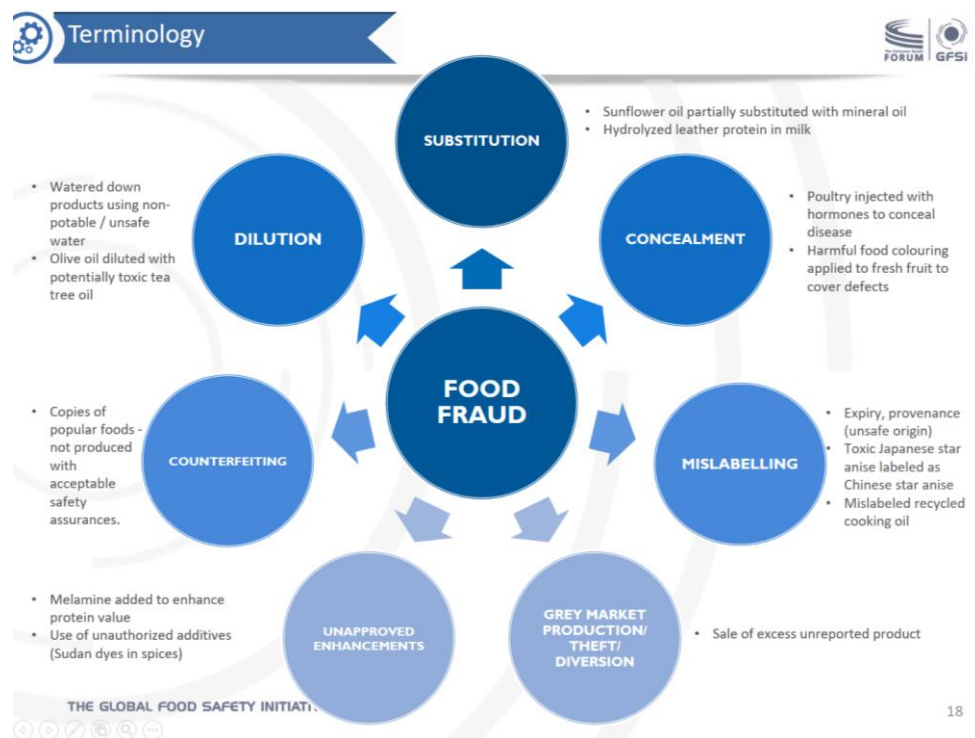 Terminology
The Consumer Goods
FORUM
GFSi
SUBSTITUTION
• Sunflower oil partially substituted with mineral oil
• Hydrolyzed leather protein in milk
CONCEALMENT
• Poultry injected with
hormones to conceal
disease
• Harmful food colouring
applied to fresh fruit to
cover defects
MISLABELLING
• Expiry, provenance
(unsafe origin)
• Toxic Japanese star
anise labeled as
Chinese star anise
• Mislabeled recycled
cooking oil
GREY MARKET
PRODUCTION/
THEFT/
DIVERSION
• Sale of excess unreported product
UNAPPROVED
ENHANCEMENTS
• Melamine added to enhance
protein value
• Use of unauthorized additives
(Sudan dyes in spices)
COUNTERFEITING
• Copies of
popular foods -
not produced
with
acceptable
safety
assurances.
DILUTION
• Watered down
products using non-
potable / unsafe
water
• Olive oil diluted with
potentially toxic tea
tree oil
FOOD
FRAUD
THE GLOBAL FOOD SAFETY INITIATI
18